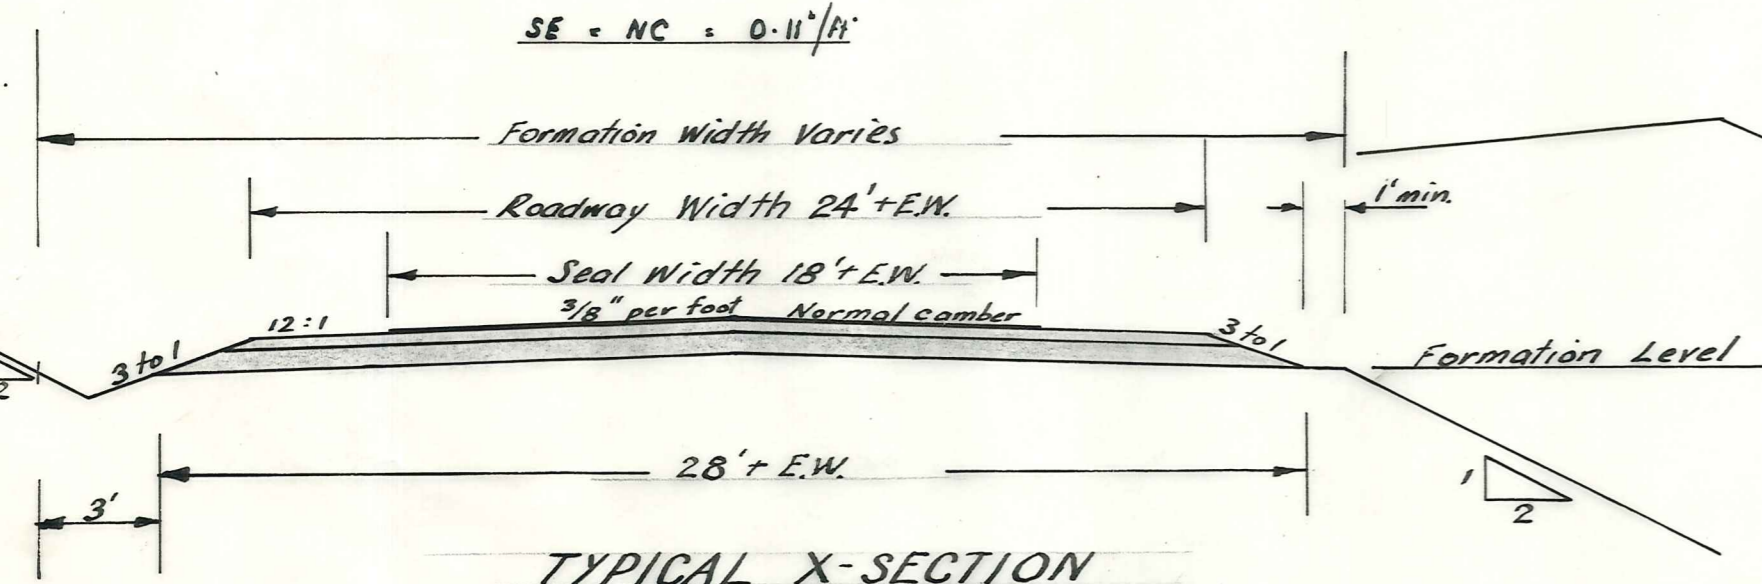 SE = NC = 0.11'/ft
Formation Width Varies
Roadway Width 24'+E.W.
1' min.
Seal Width 18'+E.W.
3/8" per foot Normal camber
12:1
3 to 1
3 to 1
Formation Level
2
28'+ E.W.
1
2
3'
TYPICAL X-SECTION